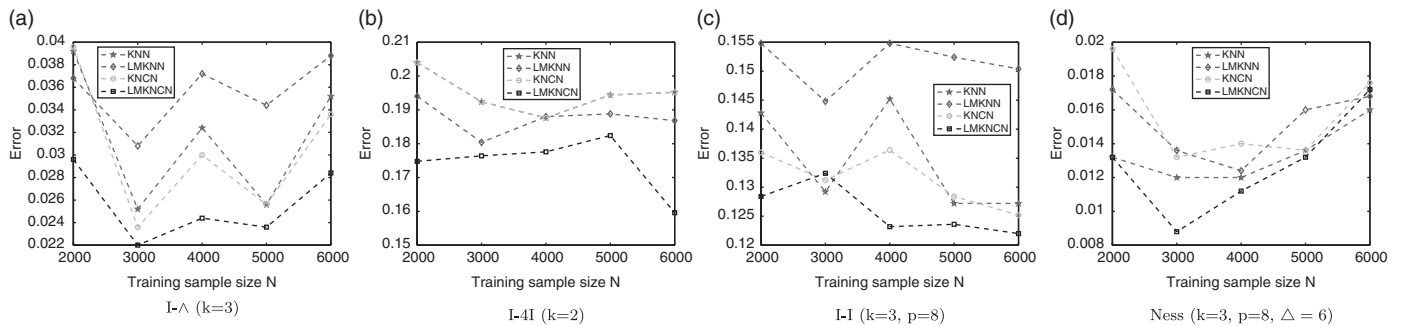 (a)
0.04
0.038
0.036
0.034
0.032
0.03
0.028
0.026
0.024
0.022
Error
KNN
LMKNN
KNCN
LMKNCN
2000 3000 4000 5000 6000
Training sample size N
I-∧ (k=3)
(b)
0.21
0.2
0.19
0.18
0.17
0.16
0.15
Error
KNN
LMKNN
KNCN
LMKNCN
2000 3000 4000 5000 6000
Training sample size N
I-4I (k=2)
(c)
0.155
0.15
0.145
0.14
0.135
0.13
0.125
0.12
Error
KNN
LMKNN
KNCN
LMKNCN
2000 3000 4000 5000 6000
Training sample size N
I-I (k=3, p=8)
(d)
0.02
0.018
0.016
0.014
0.012
0.01
0.008
Error
KNN
LMKNN
KNCN
LMKNCN
2000 3000 4000 5000 6000
Training sample size N
Ness (k=3, p=8, △ = 6)